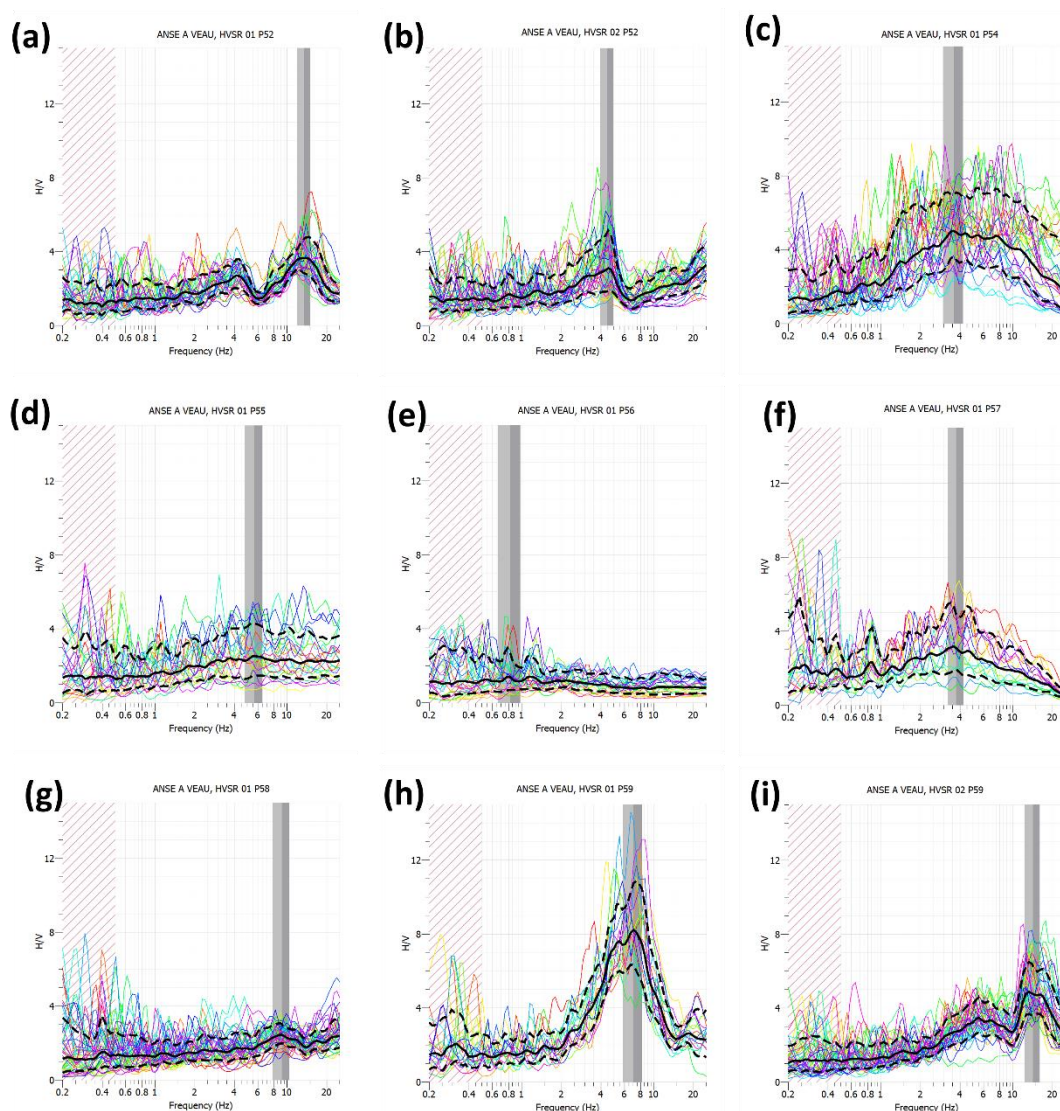 (a)
ANSE A VEAU, HVSR 01 P52
12
8
4
0
H/V
0.2 0.4 0.6 0.8 1 2 4 6 8 10 20
Frequency (Hz)
(b)
ANSE A VEAU, HVSR 02 P52
12
8
4
0
H/V
0.2 0.4 0.6 0.8 1 2 4 6 8 10 20
Frequency (Hz)
(c)
ANSE A VEAU, HVSR 01 P54
12
8
4
0
H/V
0.2 0.4 0.6 0.8 1 2 4 6 8 10 20
Frequency (Hz)
(d)
ANSE A VEAU, HVSR 01 P55
12
8
4
0
H/V
0.2 0.4 0.6 0.8 1 2 4 6 8 10 20
Frequency (Hz)
(e)
ANSE A VEAU, HVSR 01 P56
12
8
4
0
H/V
0.2 0.4 0.6 0.8 1 2 4 6 8 10 20
Frequency (Hz)
(f)
ANSE A VEAU, HVSR 01 P57
12
8
4
0
H/V
0.2 0.4 0.6 0.8 1 2 4 6 8 10 20
Frequency (Hz)
(g)
ANSE A VEAU, HVSR 01 P58
12
8
4
0
H/V
0.2 0.4 0.6 0.8 1 2 4 6 8 10 20
Frequency (Hz)
(h)
ANSE A VEAU, HVSR 01 P59
12
8
4
0
H/V
0.2 0.4 0.6 0.8 1 2 4 6 8 10 20
Frequency (Hz)
(i)
ANSE A VEAU, HVSR 02 P59
12
8
4
0
H/V
0.2 0.4 0.6 0.8 1 2 4 6 8 10 20
Frequency (Hz)